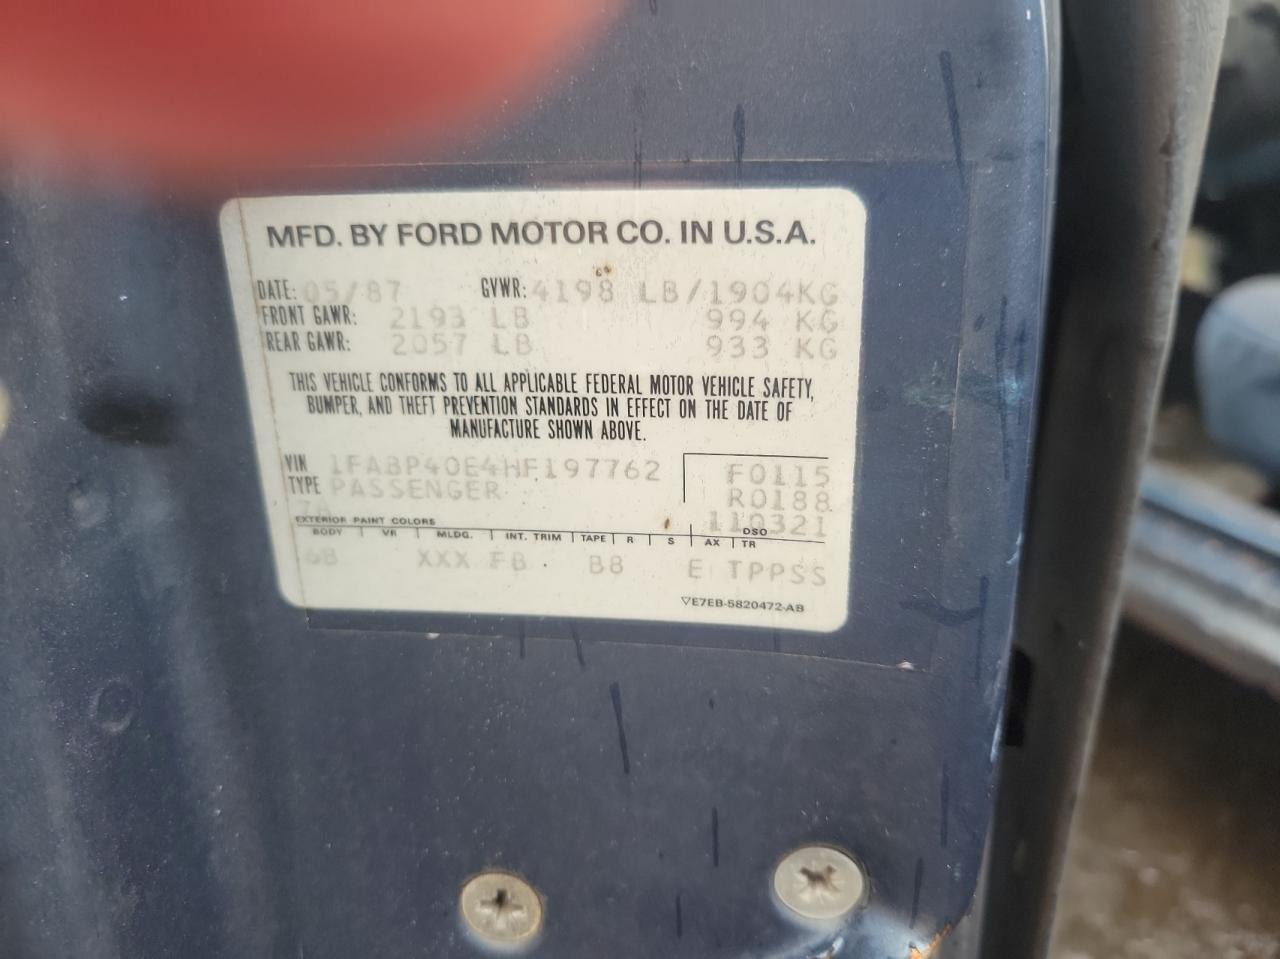 MFD. BY FORD MOTOR CO. IN U.S.A.
DATE: 05/87 GVWR: 4198 LB/1904KG
FRONT GAWR: 2193 LB 994 KG
REAR GAWR: 2057 LB 933 KG
THIS VEHICLE CONFORMS TO ALL APPLICABLE FEDERAL MOTOR VEHICLE SAFETY,
BUMPER, AND THEFT PREVENTION STANDARDS IN EFFECT ON THE DATE OF
MANUFACTURE SHOWN ABOVE.
VIN 1FABP40E4HF197762 F0115
TYPE PASSENGER R0188
EXTERIOR PAINT COLORS DSO
BODY VR MLDG. INT. TRIM TAPE R S AX TR
6B XXX FB B8 E TPPSS
E7EB-5820472-AB